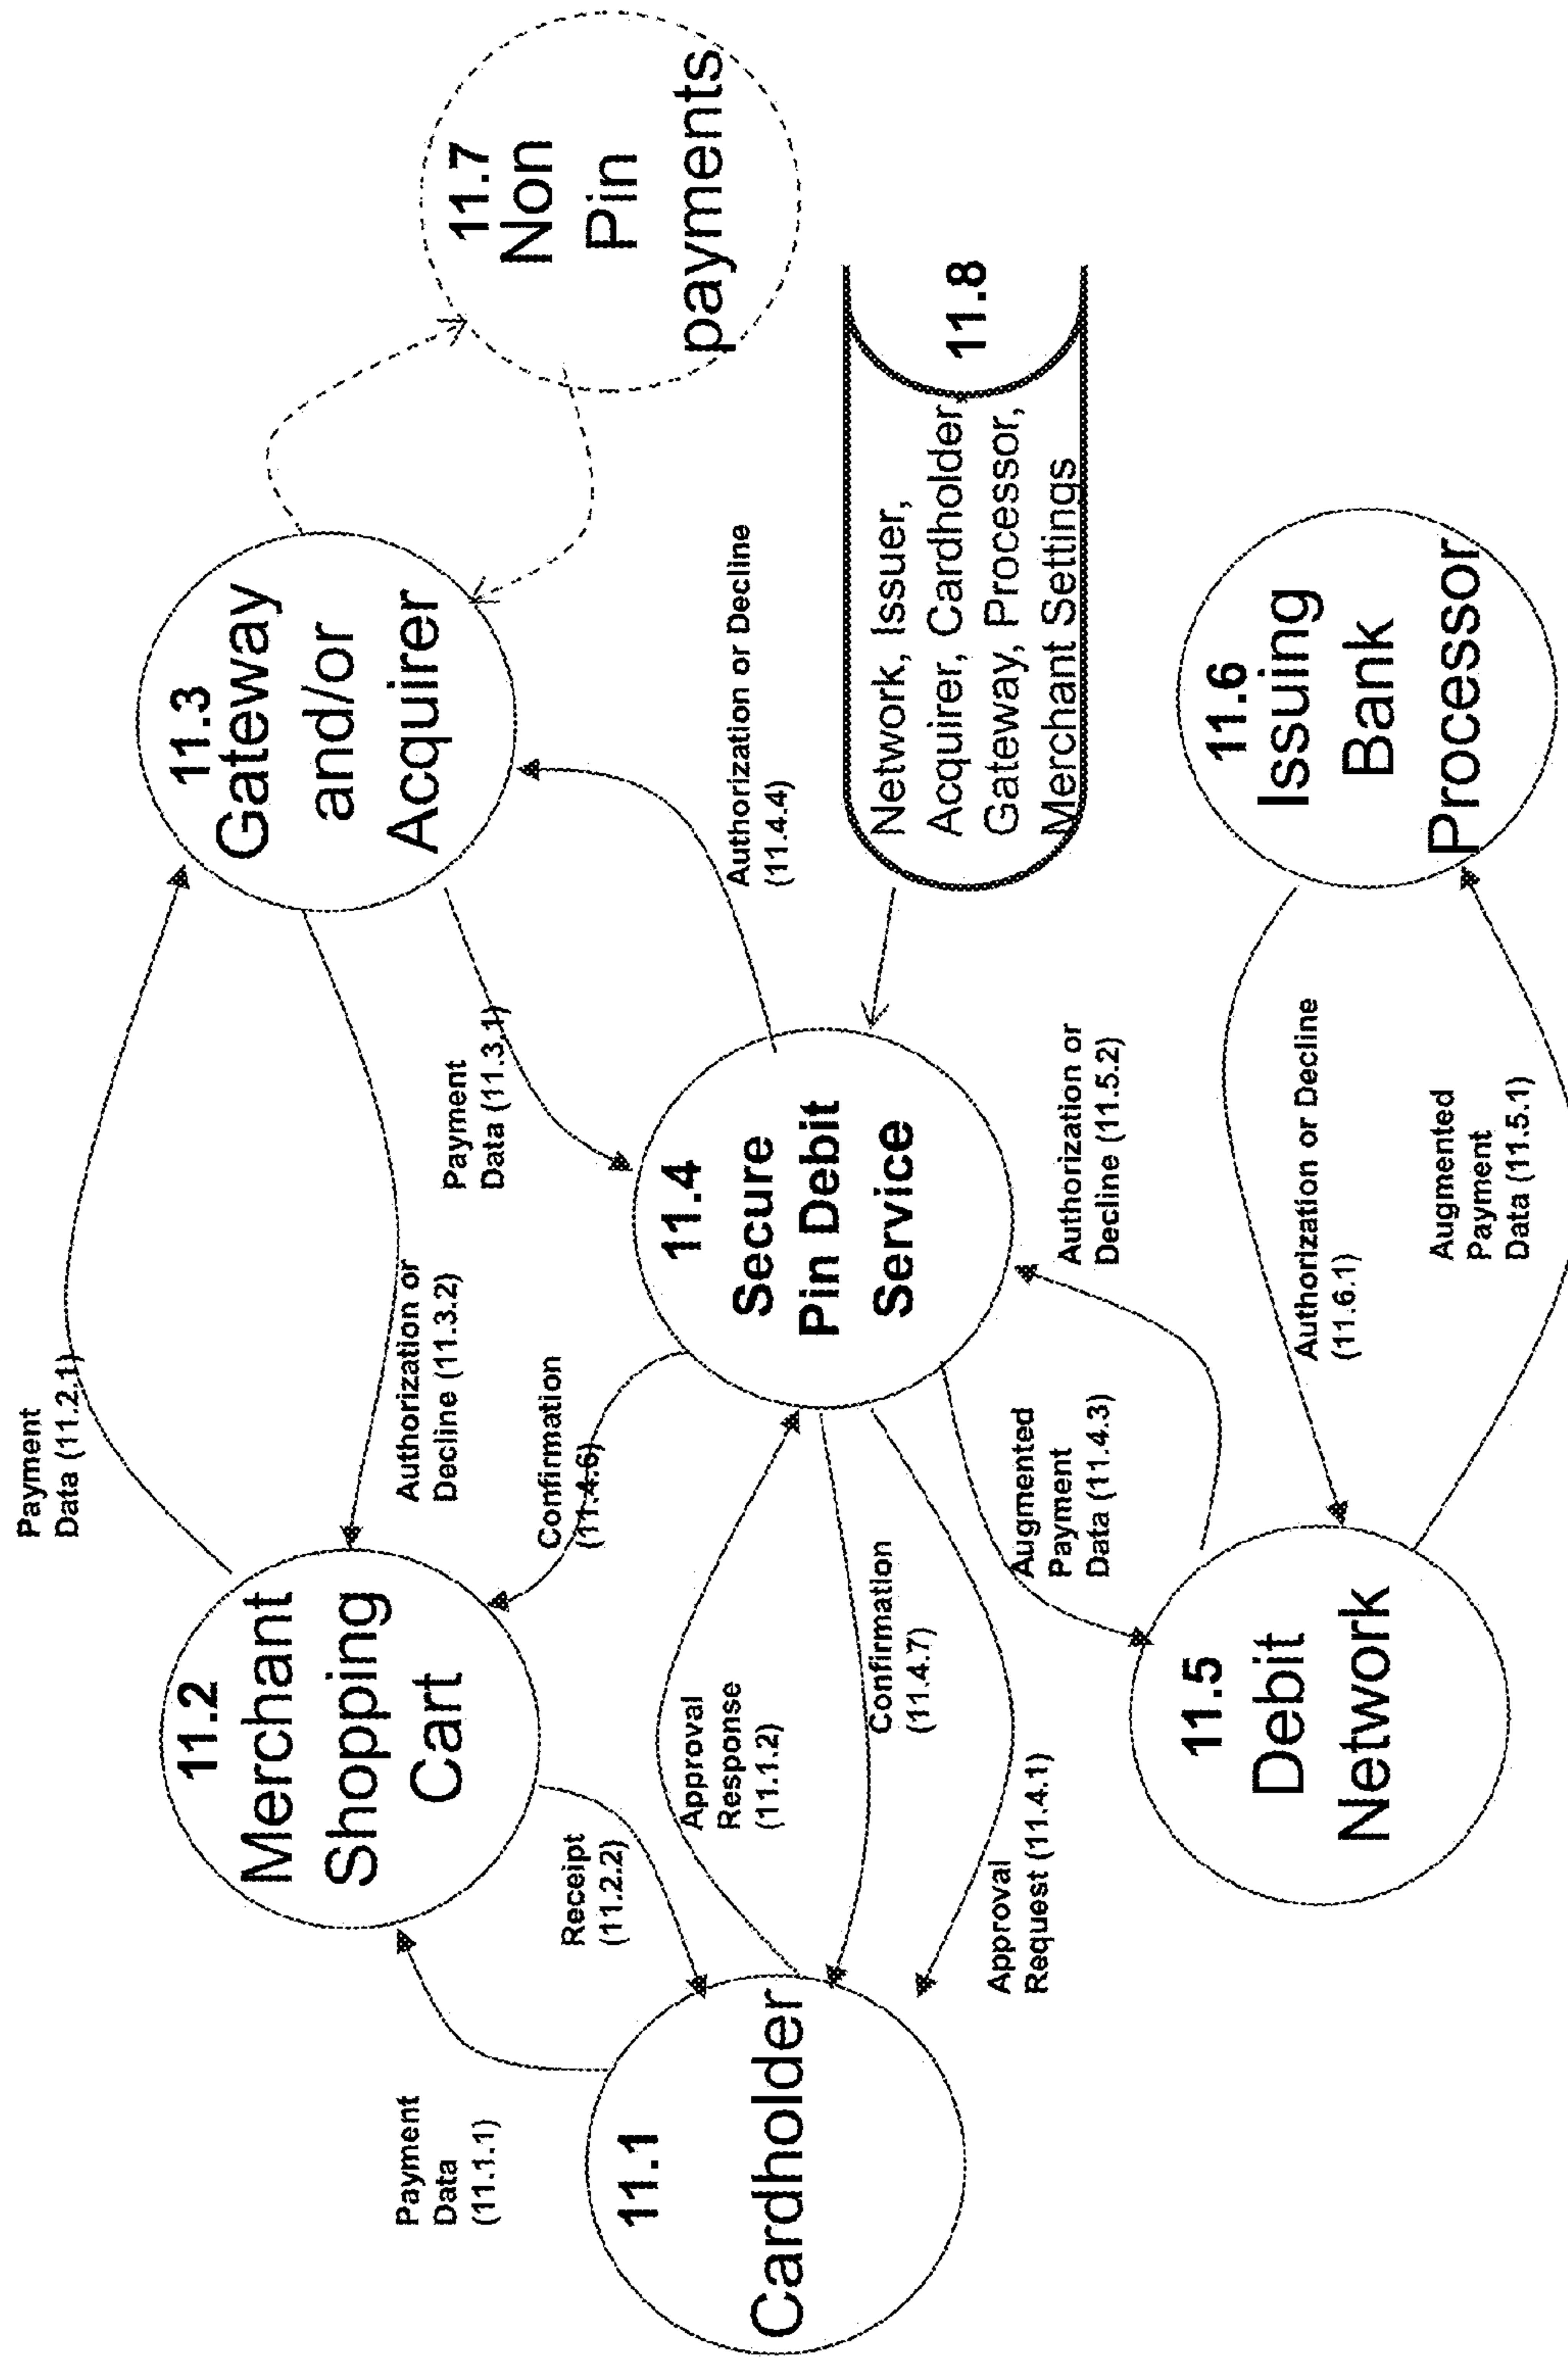 Payment
Data (11.2.1)
11.2
Merchant
Shopping
Cart
11.3
Gateway
and/or
Acquirer
11.7
Non
Pin
payments
Authorization or
Decline (11.3.2)
Payment
Data
(11.1.1)
Payment
Data (11.3.1)
Confirmation
(11.4.6)
Receipt
(11.2.2)
11.1
Cardholder
Approval
Response
(11.1.2)
11.4
Secure
Pin Debit
Service
Authorization or Decline
(11.4.4)
Confirmation
(11.4.7)
Network, Issuer,
Acquirer, Cardholder
Gateway, Processor,
Merchant Settings
11.8
Approval
Request (11.4.1)
Augmented
Payment
Data (11.4.3)
Authorization or
Decline (11.5.2)
11.5
Debit
Network
11.6
Issuing
Bank
Processor
Authorization or Decline
(11.6.1)
Augmented
Payment
Data (11.5.1)